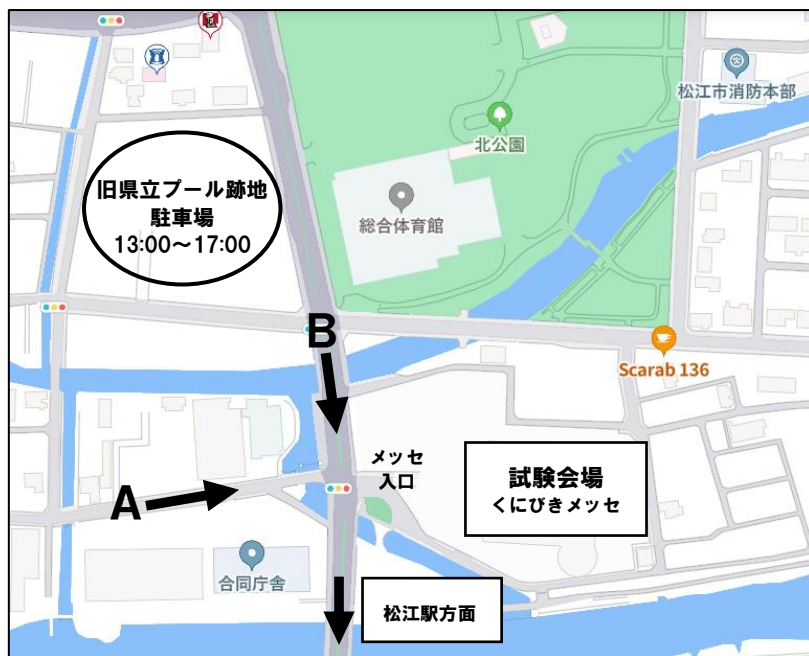 松江市消防本部
北公園
旧県立プール跡地
駐車場
13:00～17:00
総合体育館
B
Scarab 136
メッセ
入口
試験会場
くにびきメッセ
A
合同庁舎
松江駅方面